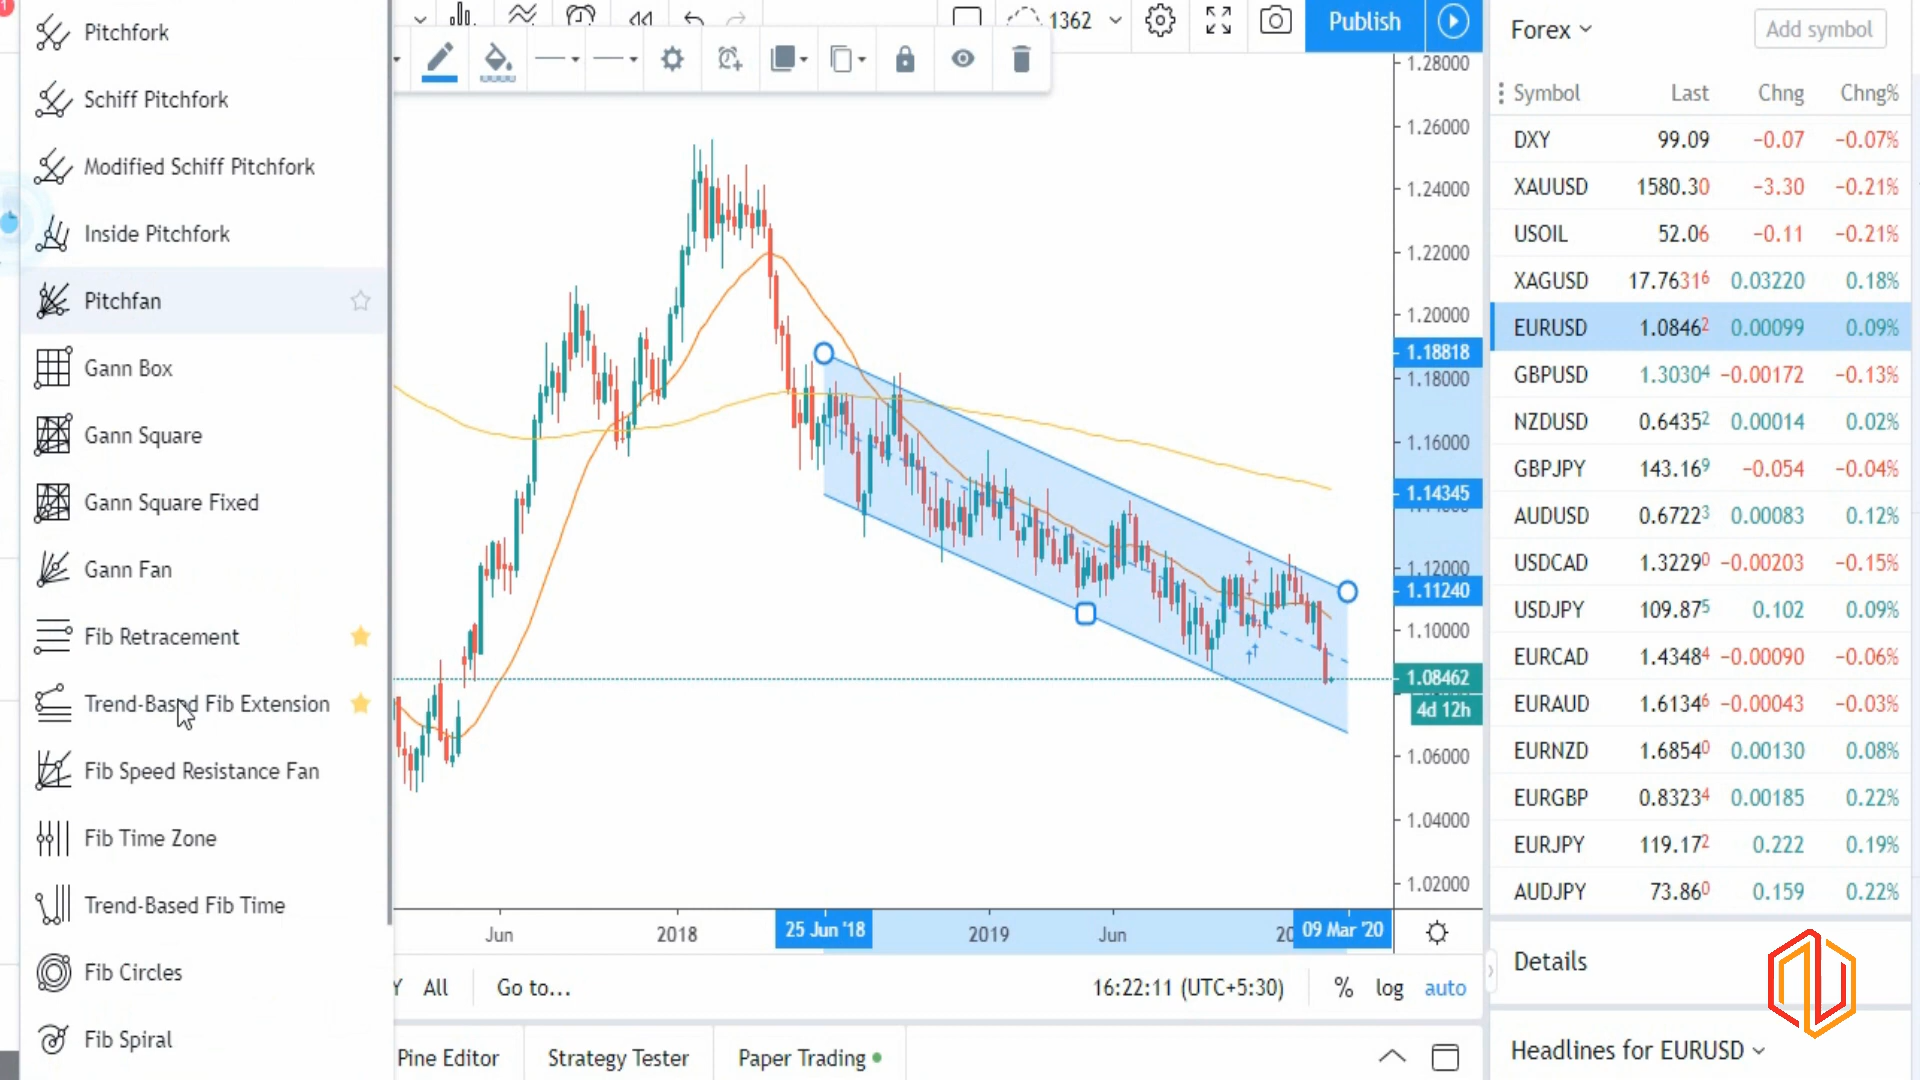 1
Pitchfork
Schiff Pitchfork
Modified Schiff Pitchfork
Inside Pitchfork
Pitchfan
Gann Box
Gann Square
Gann Square Fixed
Gann Fan
Fib Retracement
Trend-Based Fib Extension
Fib Speed Resistance Fan
Fib Time Zone
Trend-Based Fib Time
Fib Circles
Fib Spiral
1362
Publish
1.28000
1.26000
1.24000
1.22000
1.20000
1.18818
1.18000
1.16000
1.14345
1.12000
1.11240
1.10000
1.08462
4d 12h
1.06000
1.04000
1.02000
Jun 2018 25 Jun '18 2019 Jun 20 09 Mar '20
Y All Go to... 16:22:11 (UTC+5:30) % log auto
Pine Editor Strategy Tester Paper Trading
Forex Add symbol
Symbol Last Chng Chng%
DXY 99.09 −0.07 −0.07%
XAUUSD 1580.30 −3.30 −0.21%
USOIL 52.06 −0.11 −0.21%
XAGUSD 17.76316 0.03220 0.18%
EURUSD 1.08462 0.00099 0.09%
GBPUSD 1.30304 −0.00172 −0.13%
NZDUSD 0.64352 0.00014 0.02%
GBPJPY 143.169 −0.054 −0.04%
AUDUSD 0.67223 0.00083 0.12%
USDCAD 1.32290 −0.00203 −0.15%
USDJPY 109.875 0.102 0.09%
EURCAD 1.43484 −0.00090 −0.06%
EURAUD 1.61346 −0.00043 −0.03%
EURNZD 1.68540 0.00130 0.08%
EURGBP 0.83234 0.00185 0.22%
EURJPY 119.172 0.222 0.19%
AUDJPY 73.860 0.159 0.22%
Details
Headlines for EURUSD